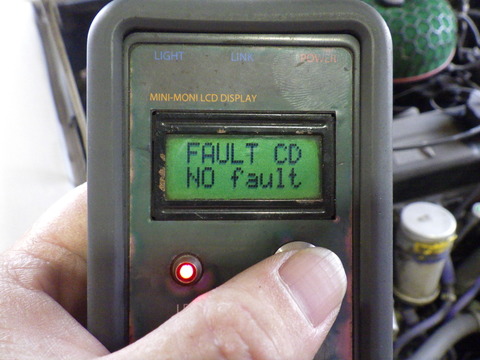 LIGHT LINK POWER
MINI-MONI LCD DISPLAY
FAULT CD
NO fault